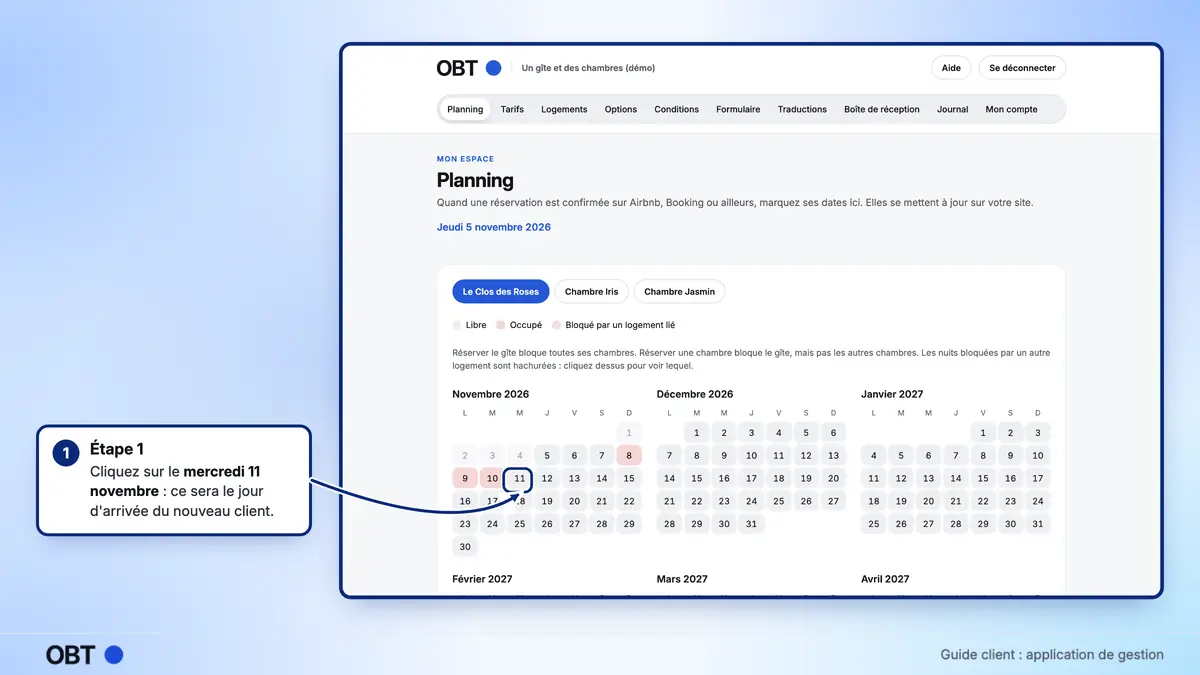 OBT
Un gîte et des chambres (démo)
Aide
Se déconnecter
Planning
Tarifs
Logements
Options
Conditions
Formulaire
Traductions
Boîte de réception
Journal
Mon compte
MON ESPACE
Planning
Quand une réservation est confirmée sur Airbnb, Booking ou ailleurs, marquez ses dates ici. Elles se mettent à jour sur votre site.
Jeudi 5 novembre 2026
Le Clos des Roses
Chambre Iris
Chambre Jasmin
Libre
Occupé
Bloqué par un logement lié
Réserver le gîte bloque toutes ses chambres. Réserver une chambre bloque le gîte, mais pas les autres chambres. Les nuits bloquées par un autre
logement sont hachurées : cliquez dessus pour voir lequel.
Novembre 2026
L M M J V S D
1
2 3 4 5 6 7 8
9 10 11 12 13 14 15
16 17 18 19 20 21 22
23 24 25 26 27 28 29
30
Décembre 2026
L M M J V S D
1 2 3 4 5 6
7 8 9 10 11 12 13
14 15 16 17 18 19 20
21 22 23 24 25 26 27
28 29 30 31
Janvier 2027
L M M J V S D
1 2 3
4 5 6 7 8 9 10
11 12 13 14 15 16 17
18 19 20 21 22 23 24
25 26 27 28 29 30 31
Février 2027
Mars 2027
Avril 2027
1
Étape 1
Cliquez sur le mercredi 11
novembre : ce sera le jour
d'arrivée du nouveau client.
OBT
Guide client : application de gestion